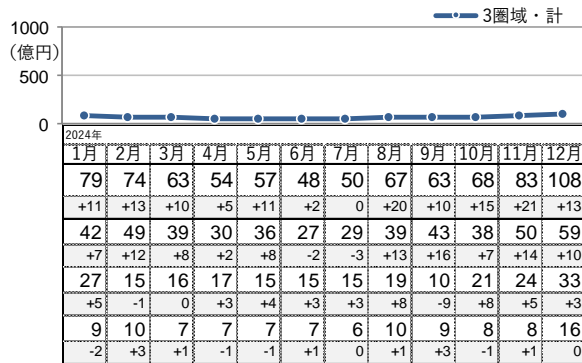 3圏域・計
1000
(億円)
500
0
2024年
1月 2月 3月 4月 5月 6月 7月 8月 9月 10月 11月 12月
79 74 63 54 57 48 50 67 63 68 83 108
+11 +13 +10 +5 +11 +2 0 +20 +10 +15 +21 +13
42 49 39 30 36 27 29 39 43 38 50 59
+7 +12 +8 +2 +8 -2 -3 +13 +16 +7 +14 +10
27 15 16 17 15 15 15 19 10 21 24 33
+5 -1 0 +3 +4 +3 +3 +8 -9 +8 +5 +3
9 10 7 7 7 6 6 10 9 8 8 16
-2 +3 +1 -1 -1 +1 0 +1 +3 -1 +1 0